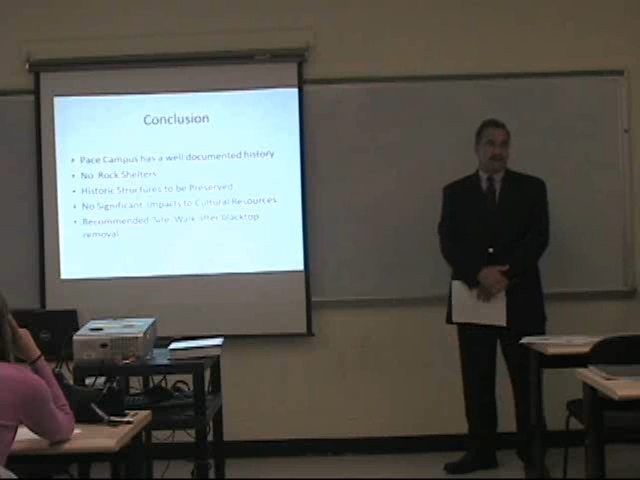 Conclusion
• Pace Campus has a well documented history
• No Rock Shelters
• Historic Structures to be Preserved
• No Significant Impacts to Cultural Resources
• Recommended Site Walk after blacktop
removal